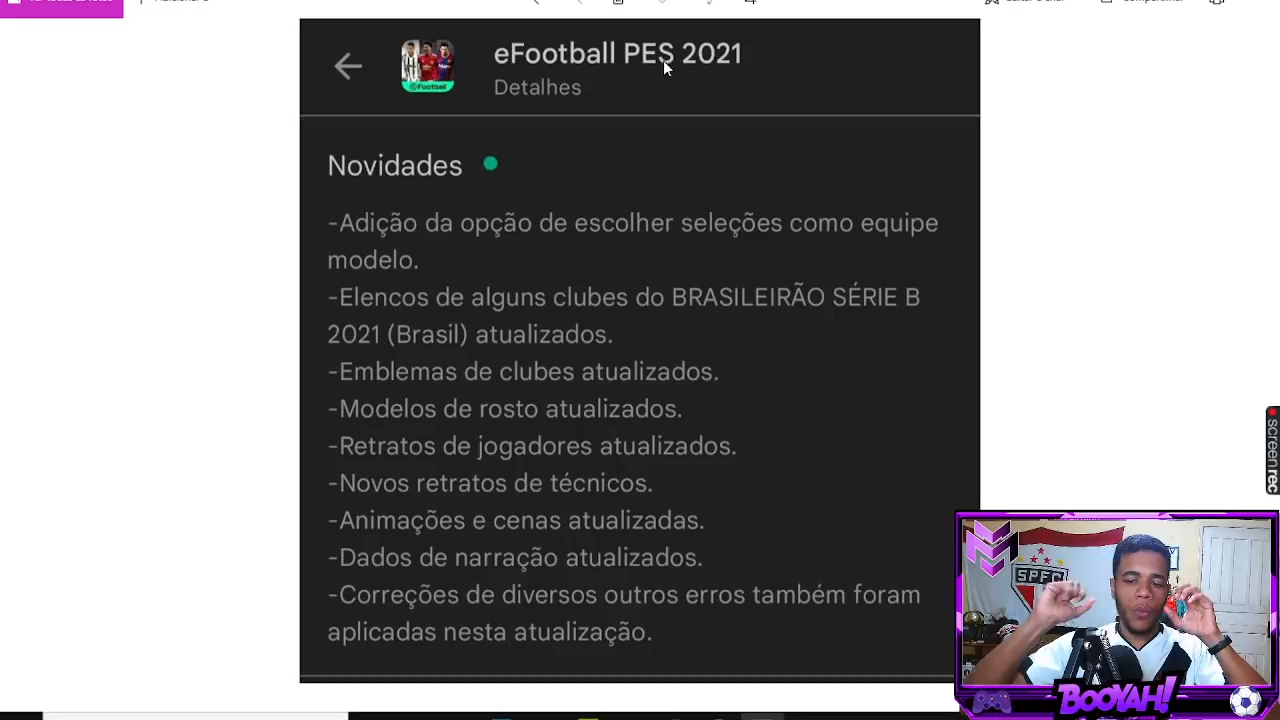 eFootball PES 2021
Detalhes
eFootball
Novidades
-Adição da opção de escolher seleções como equipe
modelo.
-Elencos de alguns clubes do BRASILEIRÃO SÉRIE B
2021 (Brasil) atualizados.
-Emblemas de clubes atualizados.
-Modelos de rosto atualizados.
-Retratos de jogadores atualizados.
-Novos retratos de técnicos.
-Animações e cenas atualizadas.
-Dados de narração atualizados.
-Correções de diversos outros erros também foram
aplicadas nesta atualização.
screenrec
SPFC
BOOYAH!